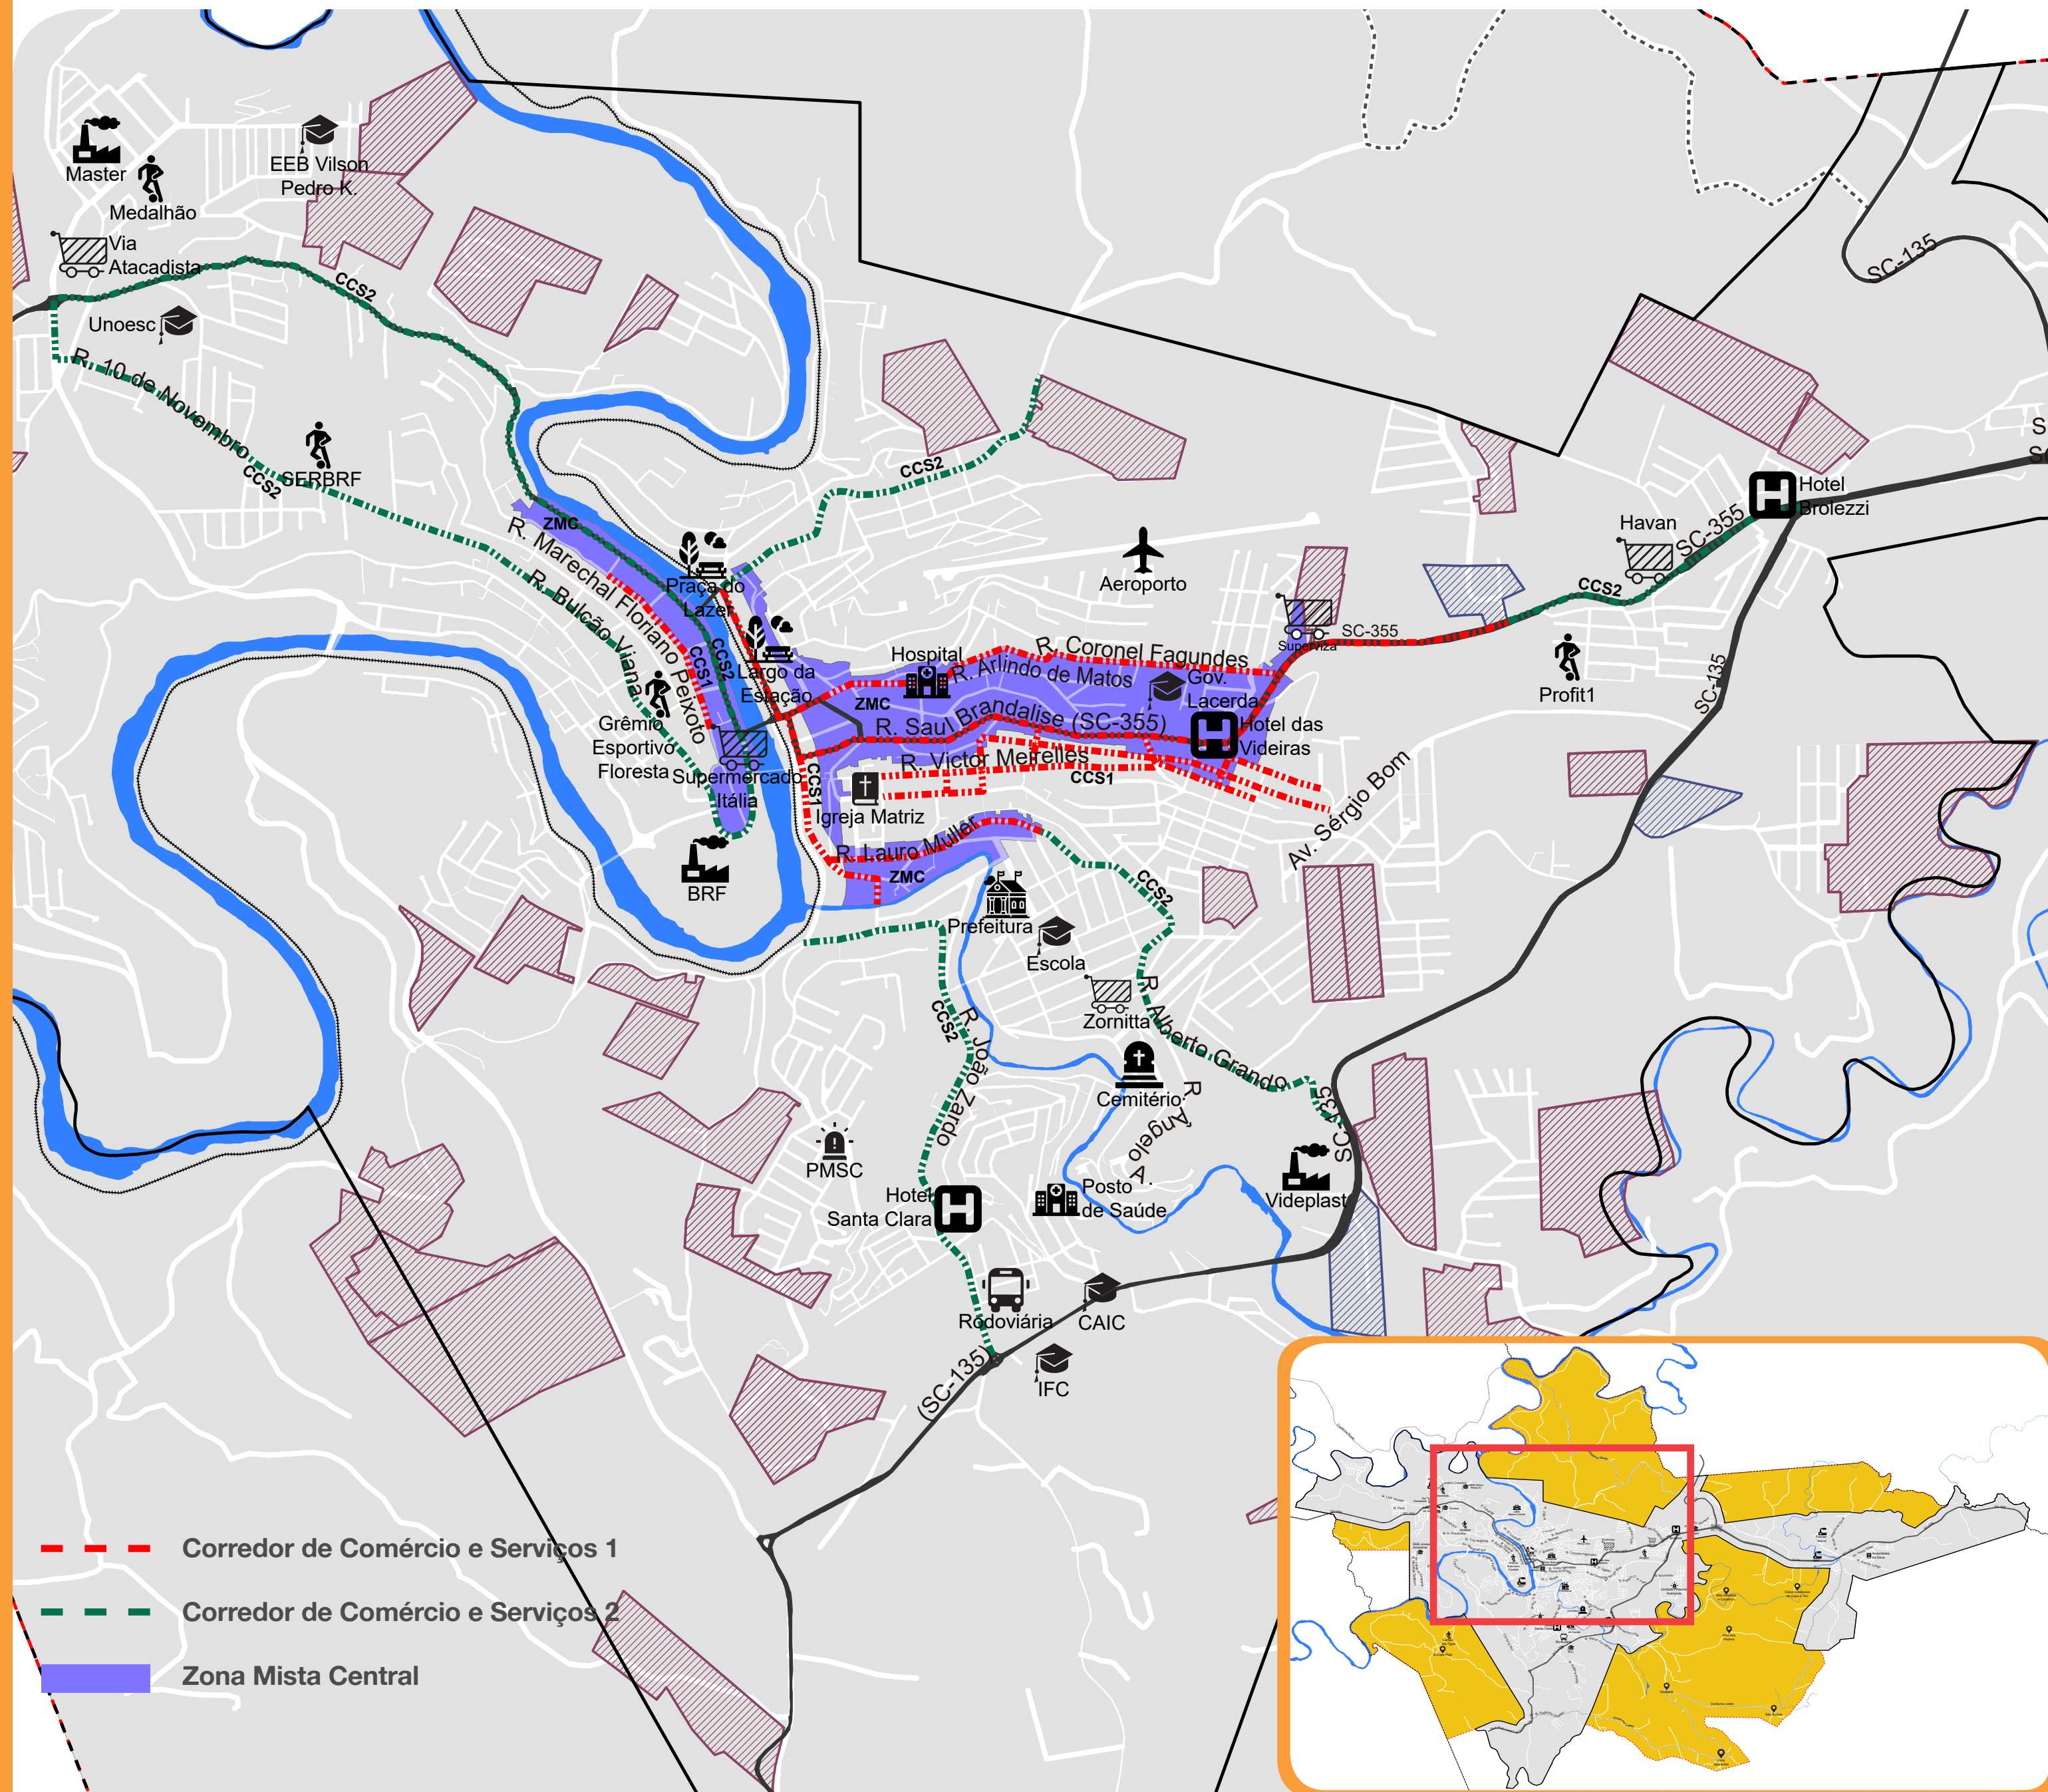 Master
EEB Vilson
Pedro K.
Medalhão
Via
Atacadista
SC-135
CCS2
Unoesc
R. 10 de Novembro
CCS2
SERBRF
CCS2
Hotel
Brolezzi
Havan
SC-355
ZMC
R. Marechal Floriano Peixoto
R. Bulcão Viana
Praça do
Lazer
Aeroporto
CCS2
SC-355
Superviza
R. Coronel Fagundes
Hospital
R. Arlindo de Matos
Gov.
Lacerda
CCS1
CCS2
Largo da
Estação
Profit1
SC-135
ZMC
R. Saul Brandalise (SC-355)
Hotel das
Videiras
Grêmio
Esportivo
Floresta
Supermercado
Itália
R. Victor Meirelles
CCS1
CCS1
Igreja Matriz
Av. Sérgio Bom
R. Lauro Muller
ZMC
BRF
CCS2
Prefeitura
Escola
Zornitta
CCS2
R. João Zardo
R Alberto Grando
Cemitério
R. Ângelo A.
SC-135
PMSC
Hotel
Santa Clara
Posto
de Saúde
Videplast
Rodoviária
CAIC
(SC-135)
IFC
Corredor de Comércio e Serviços 1
Corredor de Comércio e Serviços 2
Zona Mista Central